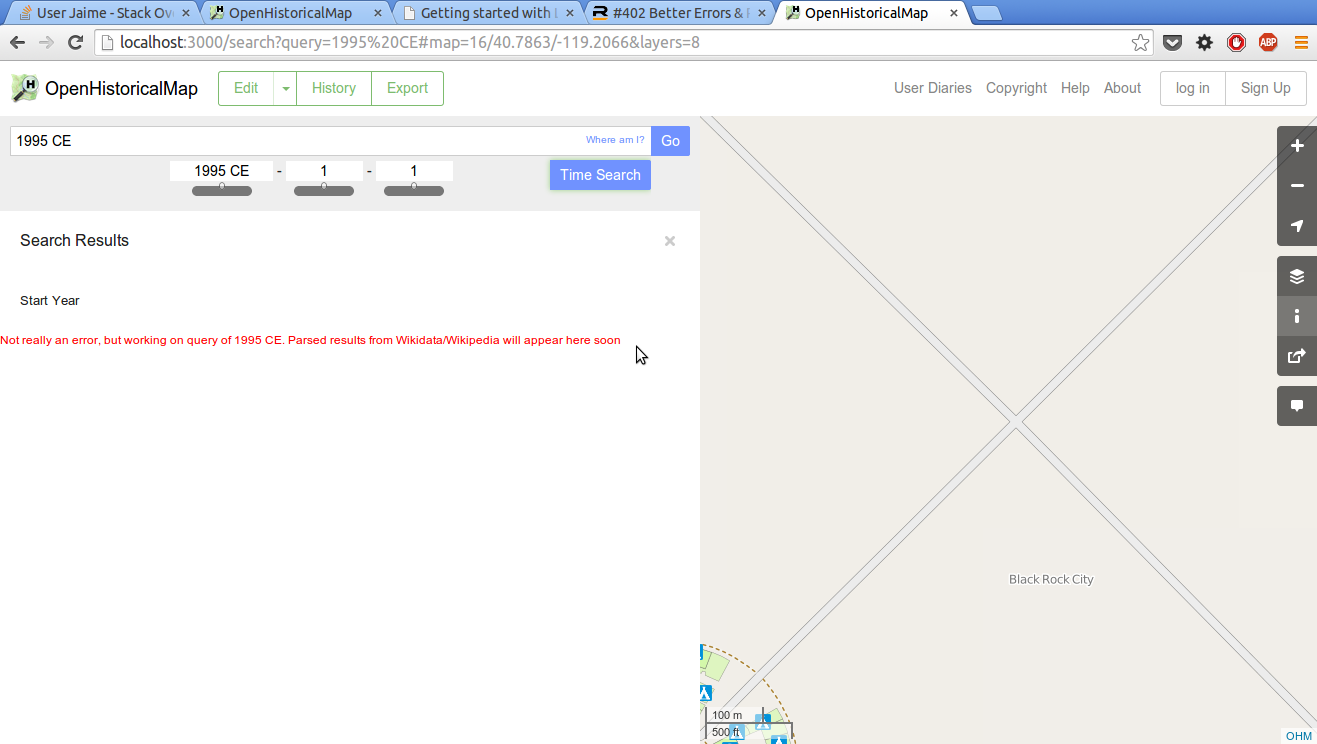 User Jaime - Stack Ov
OpenHistoricalMap
Getting started with
#402 Better Errors &
OpenHistoricalMap
localhost:3000/search?query=1995%20CE#map=16/40.7863/-119.2066&layers=8
ABP
H
OpenHistoricalMap
Edit
History
Export
User Diaries
Copyright
Help
About
log in
Sign Up
1995 CE
Where am I?
Go
1995 CE - 1 - 1
Time Search
Search Results
Start Year
Not really an error, but working on query of 1995 CE. Parsed results from Wikidata/Wikipedia will appear here soon
Black Rock City
100 m
500 ft
OHM